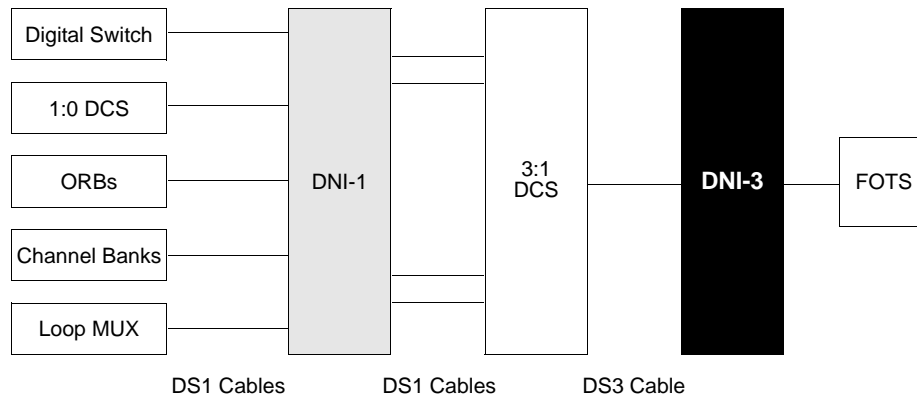 Digital Switch
1:0 DCS
ORBs
Channel Banks
Loop MUX
DNI-1
3:1
DCS
DNI-3
FOTS
DS1 Cables
DS1 Cables
DS3 Cable